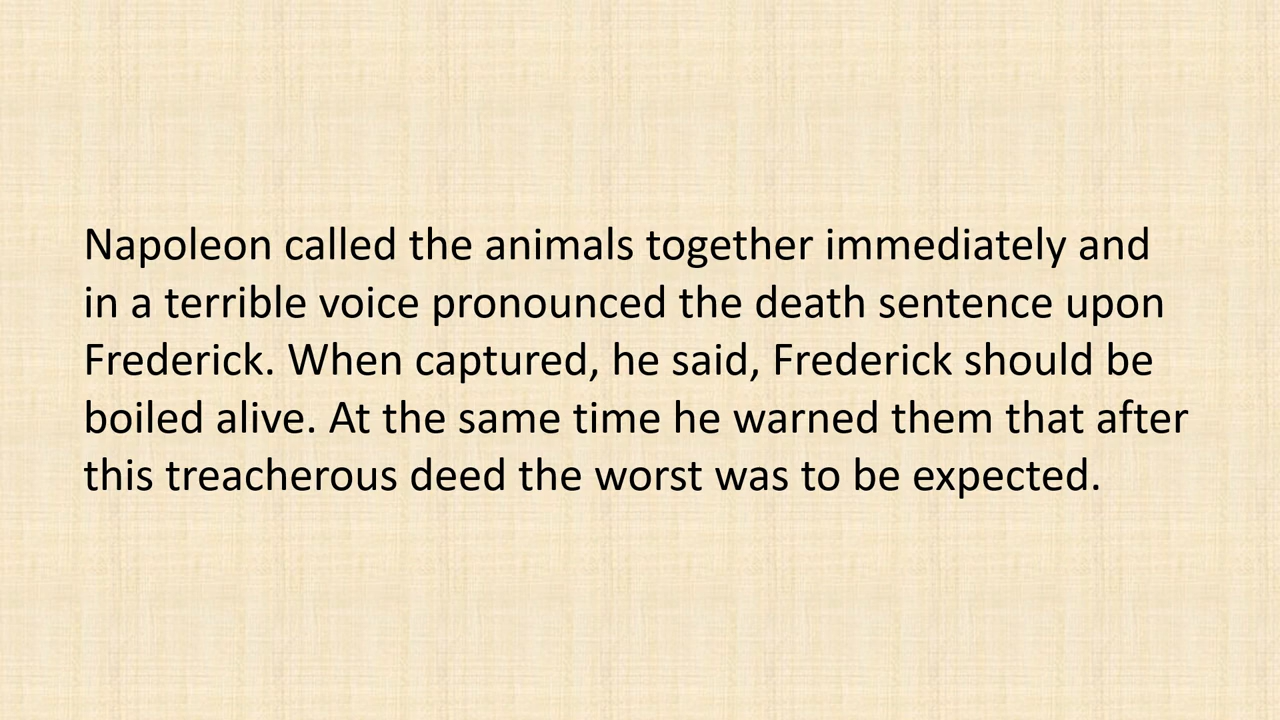 Napoleon called the animals together immediately and
in a terrible voice pronounced the death sentence upon
Frederick. When captured, he said, Frederick should be
boiled alive. At the same time he warned them that after
this treacherous deed the worst was to be expected.